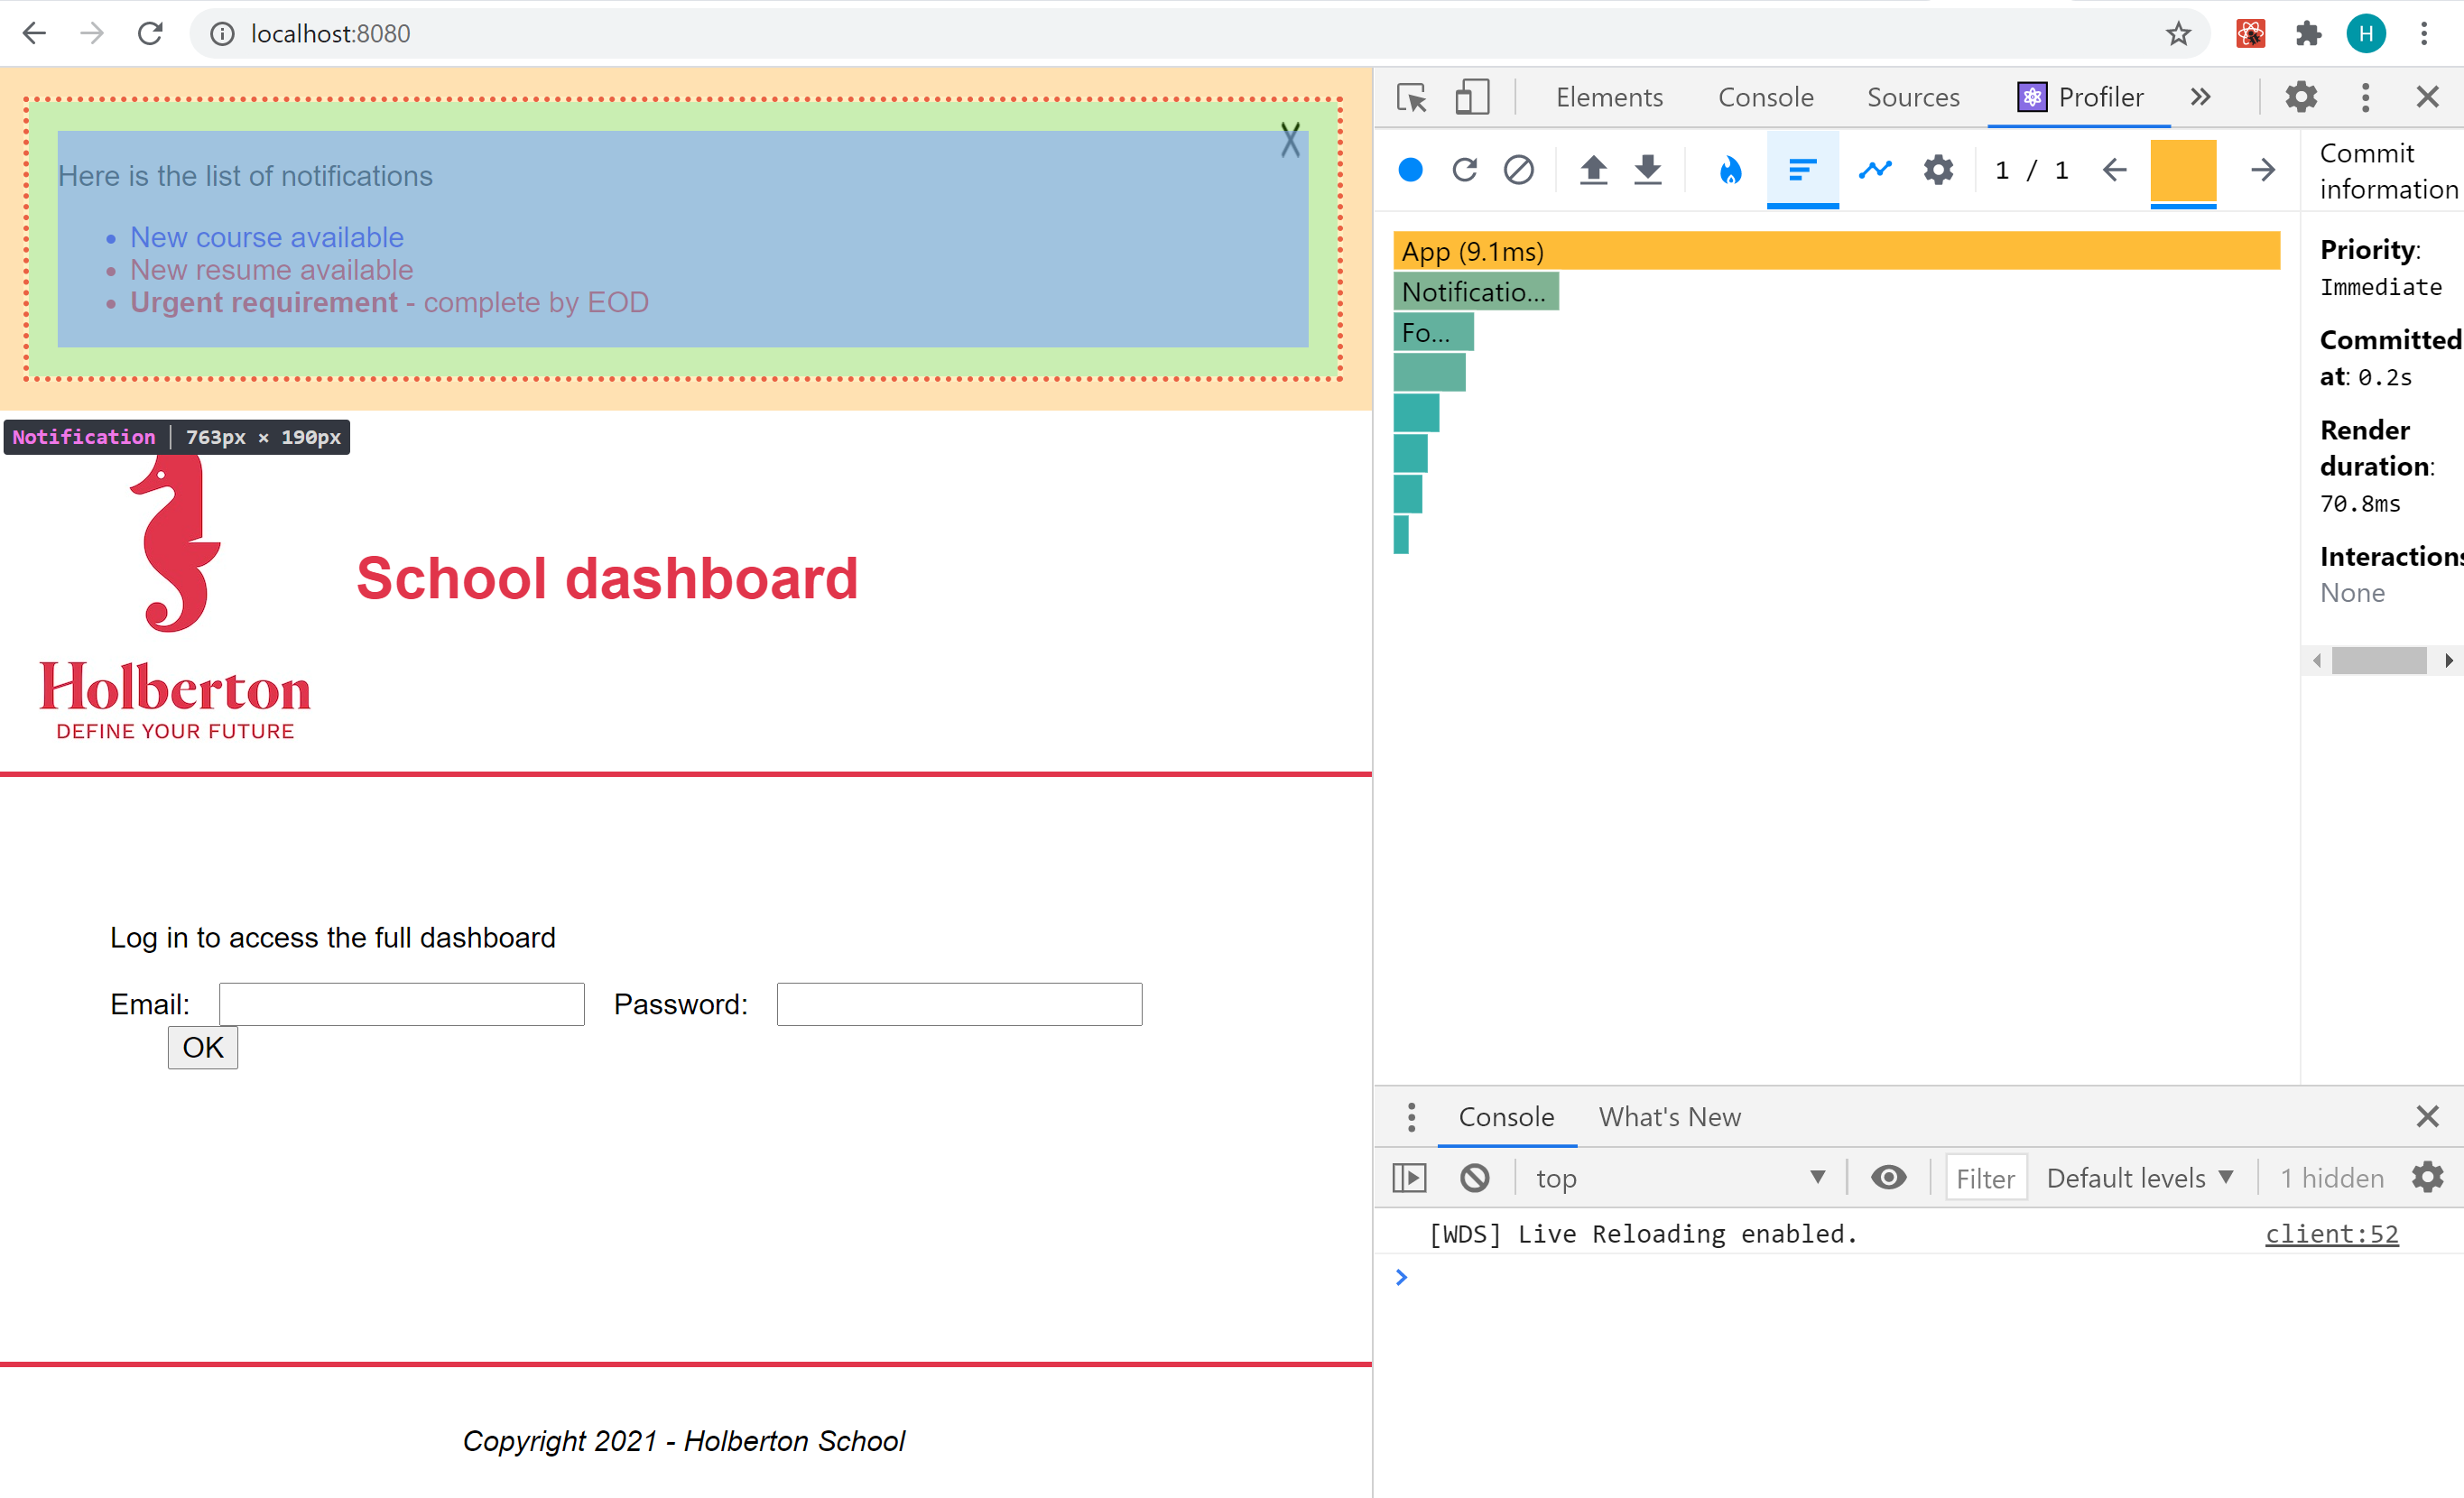 localhost:8080
Here is the list of notifications
New course available
New resume available
Urgent requirement - complete by EOD
Notification | 763px × 190px
School dashboard
Holberton
DEFINE YOUR FUTURE
Log in to access the full dashboard
Email: Password:
OK
Copyright 2021 - Holberton School
H
Elements Console Sources Profiler
1 / 1
App (9.1ms)
Notificatio...
Fo...
Commit
information
Priority:
Immediate
Committed
at: 0.2s
Render
duration:
70.8ms
Interactions
None
Console What's New
top Filter Default levels 1 hidden
[WDS] Live Reloading enabled. client:52